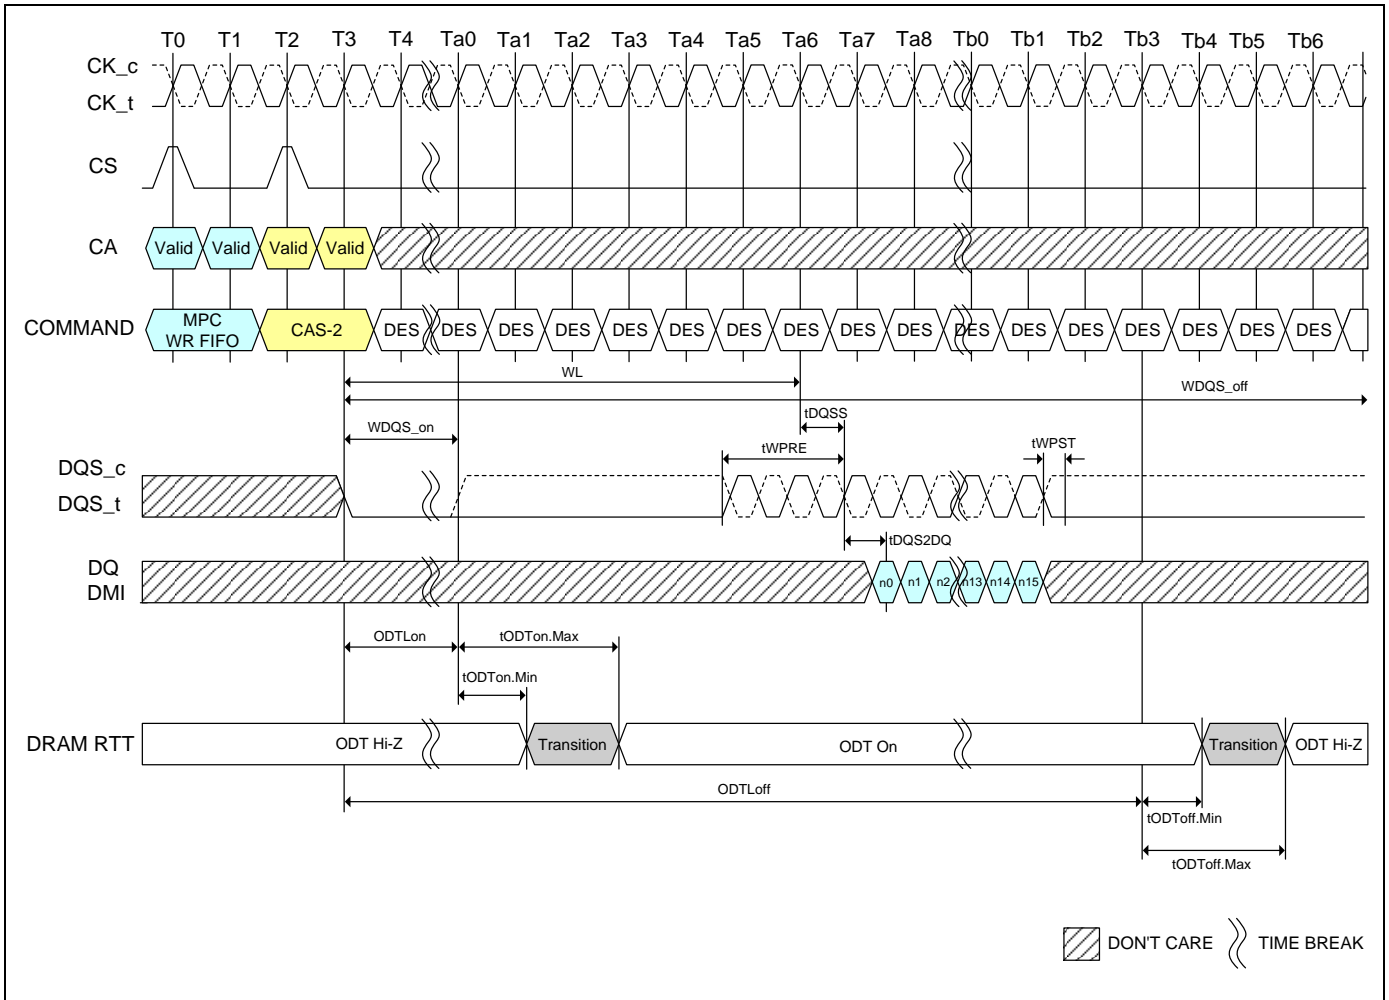 T0 T1 T2 T3 T4 Ta0 Ta1 Ta2 Ta3 Ta4 Ta5 Ta6 Ta7 Ta8 Tb0 Tb1 Tb2 Tb3 Tb4 Tb5 Tb6
CK_c
CK_t
CS
CA Valid Valid Valid Valid
COMMAND MPC WR FIFO CAS-2 DES DES DES DES DES DES DES DES DES DES DES DES DES DES DES DES DES
WL
WDQS_off
tDQSS
WDQS_on
tWPRE
tWPST
DQS_c
DQS_t
tDQS2DQ
DQ
DMI
n0 n1 n2 n13 n14 n15
ODTLon
tODTon.Max
tODTon.Min
DRAM RTT ODT Hi-Z Transition ODT On Transition ODT Hi-Z
ODTLoff
tODToff.Min
tODToff.Max
DON'T CARE
TIME BREAK